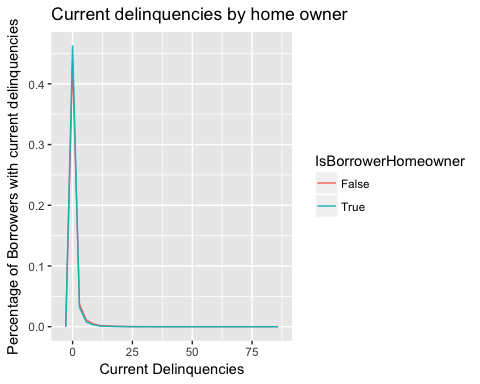 Current delinquencies by home owner
Percentage of Borrowers with current delinquencies
0.4
0.3
0.2
0.1
0.0
0
25
50
75
Current Delinquencies
IsBorrowerHomeowner
False
True